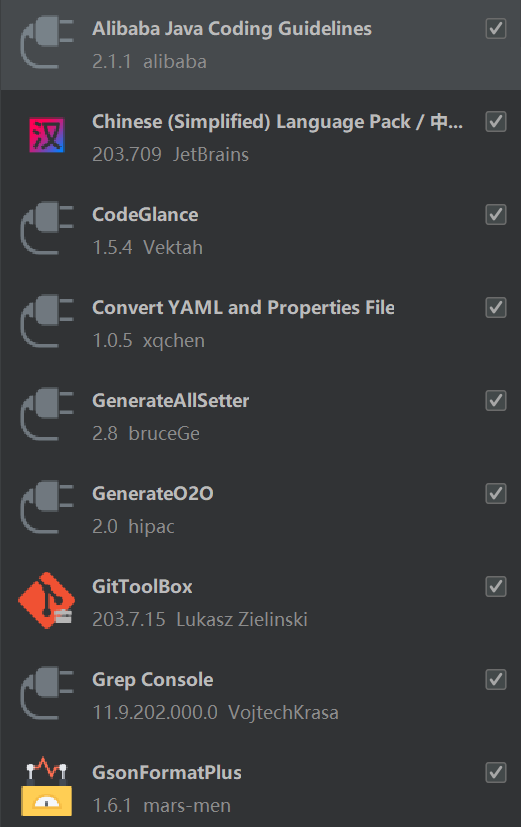 Alibaba Java Coding Guidelines
2.1.1 alibaba
汉
Chinese (Simplified) Language Pack / 中...
203.709 JetBrains
CodeGlance
1.5.4 Vektah
Convert YAML and Properties File
1.0.5 xqchen
GenerateAllSetter
2.8 bruceGe
GenerateO2O
2.0 hipac
GitToolBox
203.7.15 Lukasz Zielinski
Grep Console
11.9.202.000.0 VojtechKrasa
GsonFormatPlus
1.6.1 mars-men